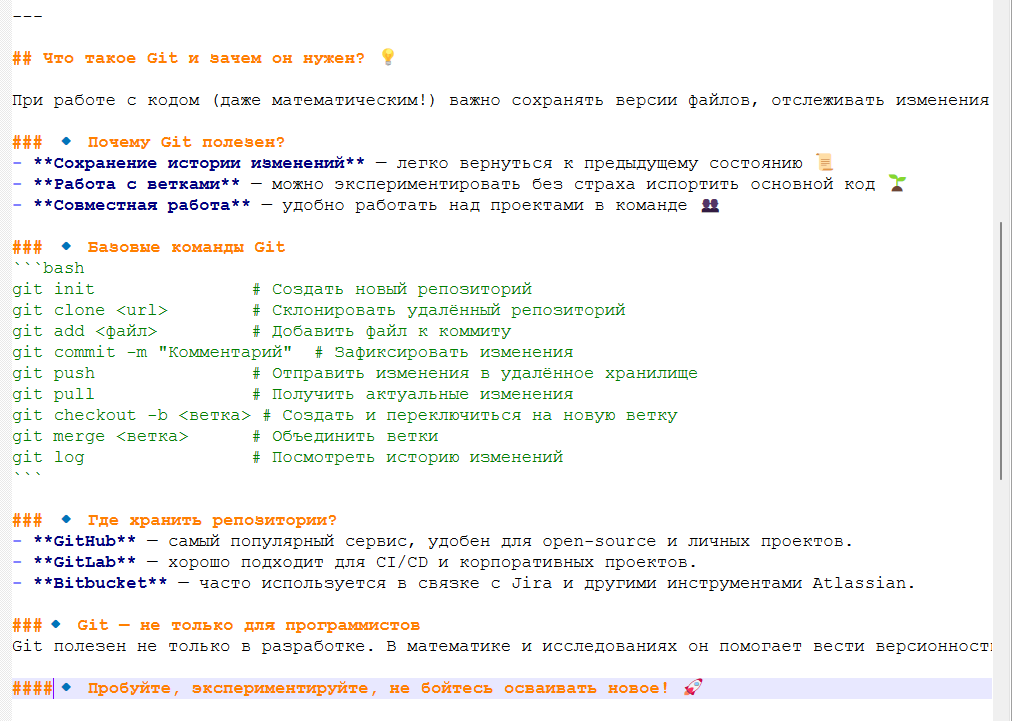 ---
## Что такое Git и зачем он нужен? 💡
При работе с кодом (даже математическим!) важно сохранять версии файлов, отслеживать изменения
### 🔹 Почему Git полезен?
- **Сохранение истории изменений** — легко вернуться к предыдущему состоянию 📜
- **Работа с ветками** — можно экспериментировать без страха испортить основной код 🌱
- **Совместная работа** — удобно работать над проектами в команде 👥
### 🔹 Базовые команды Git
```bash
git init               # Создать новый репозиторий
git clone <url>        # Склонировать удалённый репозиторий
git add <файл>         # Добавить файл к коммиту
git commit -m "Комментарий"  # Зафиксировать изменения
git push               # Отправить изменения в удалённое хранилище
git pull               # Получить актуальные изменения
git checkout -b <ветка> # Создать и переключиться на новую ветку
git merge <ветка>      # Объединить ветки
git log                # Посмотреть историю изменений
```
### 🔹 Где хранить репозитории?
- **GitHub** — самый популярный сервис, удобен для open-source и личных проектов.
- **GitLab** — хорошо подходит для CI/CD и корпоративных проектов.
- **Bitbucket** — часто используется в связке с Jira и другими инструментами Atlassian.
###🔹 Git — не только для программистов
Git полезен не только в разработке. В математике и исследованиях он помогает вести версионност
####🔹 Пробуйте, экспериментируйте, не бойтесь осваивать новое! 🚀